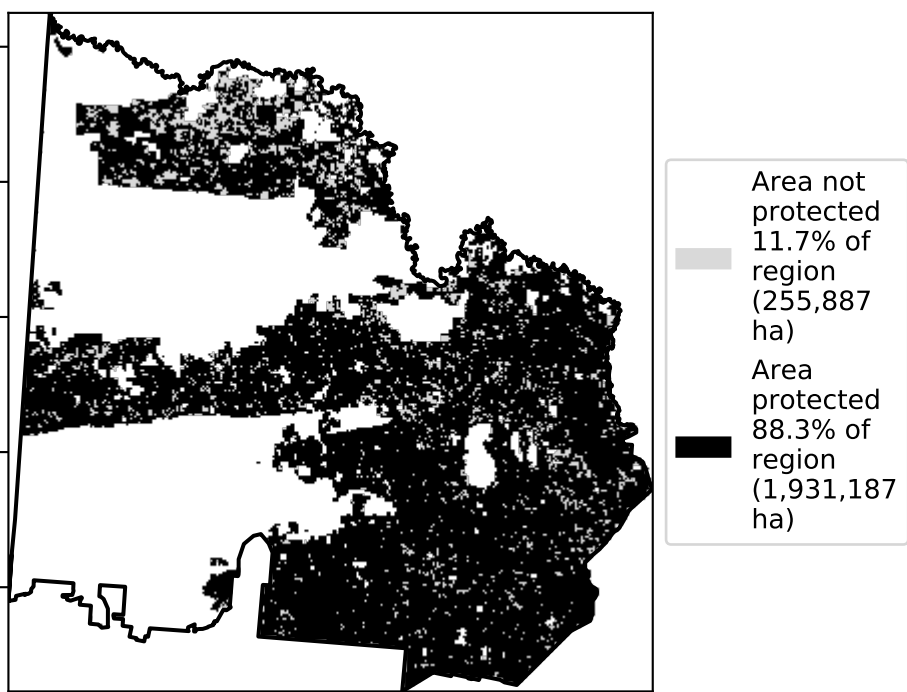 Area not
protected
11.7% of
region
(255,887
ha)
Area
protected
88.3% of
region
(1,931,187
ha)